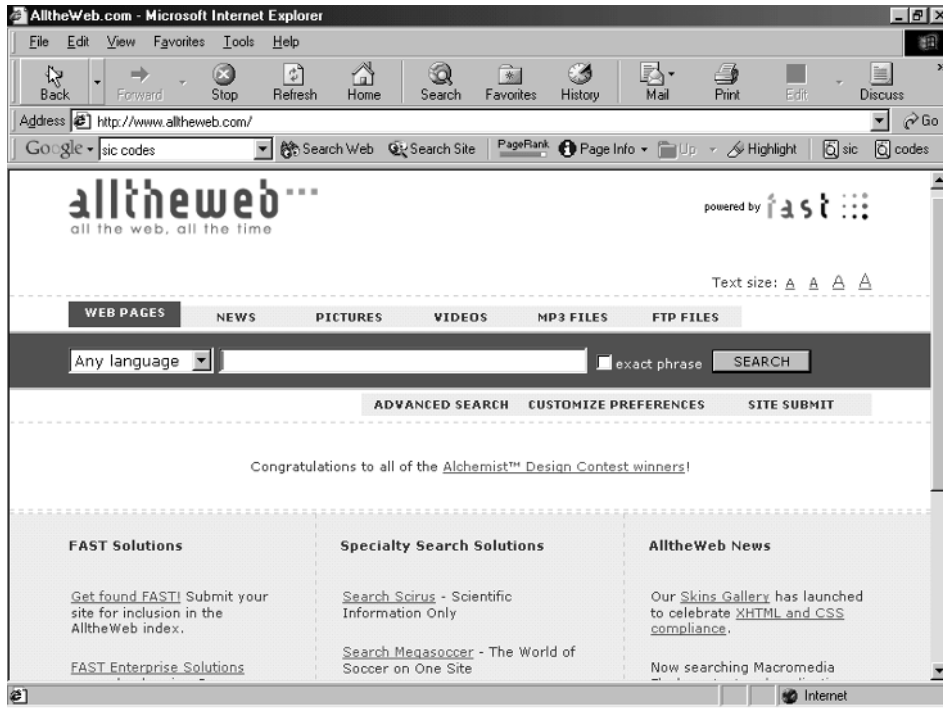 AlltheWeb.com - Microsoft Internet Explorer
File Edit View Favorites Tools Help
Back Forward Stop Refresh Home Search Favorites History Mail Print Edit Discuss
Address http://www.alltheweb.com/ Go
Google sic codes Search Web Search Site PageRank Page Info Up Highlight sic codes
alltheweb
all the web, all the time
powered by fast
Text size: A A A A
WEB PAGES NEWS PICTURES VIDEOS MP3 FILES FTP FILES
Any language exact phrase SEARCH
ADVANCED SEARCH CUSTOMIZE PREFERENCES SITE SUBMIT
Congratulations to all of the Alchemist™ Design Contest winners!
FAST Solutions
Get found FAST! Submit your
site for inclusion in the
AlltheWeb index.
FAST Enterprise Solutions
Specialty Search Solutions
Search Scirus - Scientific
Information Only
Search Megasoccer - The World of
Soccer on One Site
AlltheWeb News
Our Skins Gallery has launched
to celebrate XHTML and CSS
compliance.
Now searching Macromedia
Internet